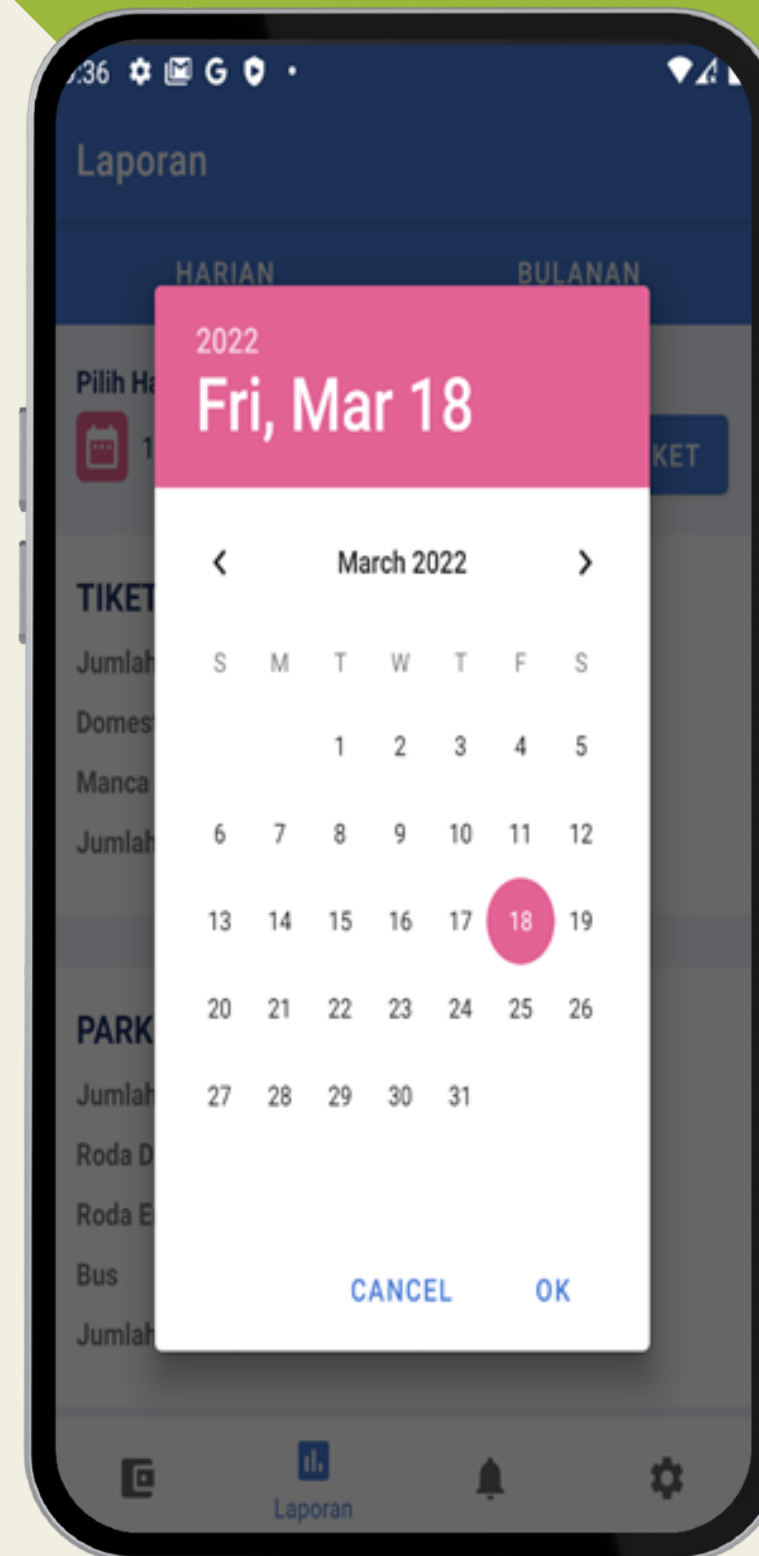 :36 G
Laporan
HARIAN BULANAN
2022
Fri, Mar 18
Pilih
KET
March 2022
S M T W T F S
1 2 3 4 5
6 7 8 9 10 11 12
13 14 15 16 17 18 19
20 21 22 23 24 25 26
27 28 29 30 31
CANCEL OK
TIKET
Jumlah
Domes
Manca
Jumlah
PARK
Jumlah
Roda D
Roda E
Bus
Jumlah
Laporan